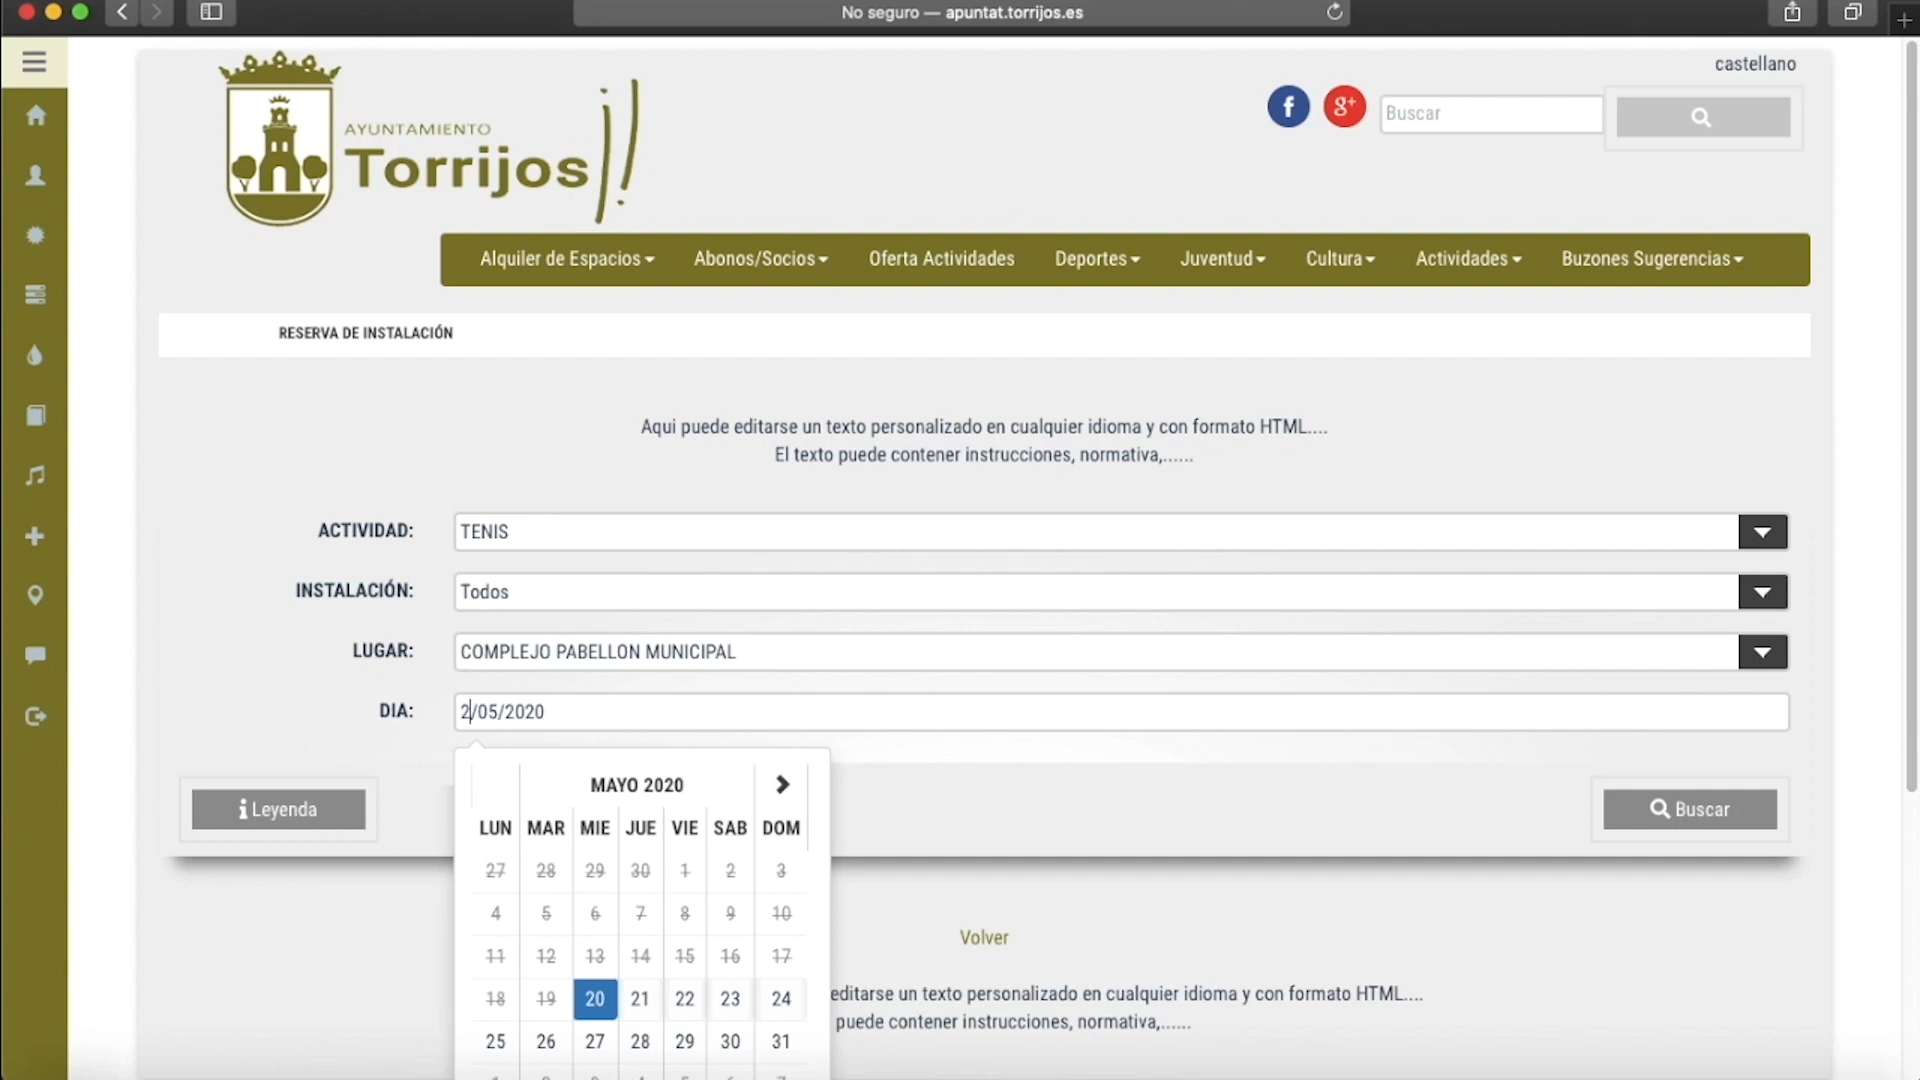 No seguro — apuntat.torrijos.es
castellano
AYUNTAMIENTO
Torrijos
f
g+
Buscar
Alquiler de Espacios
Abonos/Socios
Oferta Actividades
Deportes
Juventud
Cultura
Actividades
Buzones Sugerencias
RESERVA DE INSTALACIÓN
Aqui puede editarse un texto personalizado en cualquier idioma y con formato HTML....
El texto puede contener instrucciones, normativa,......
ACTIVIDAD: TENIS
INSTALACIÓN: Todos
LUGAR: COMPLEJO PABELLON MUNICIPAL
DIA: 2/05/2020
Leyenda
Buscar
MAYO 2020
LUN MAR MIE JUE VIE SAB DOM
27 28 29 30 1 2 3
4 5 6 7 8 9 10
11 12 13 14 15 16 17
18 19 20 21 22 23 24
25 26 27 28 29 30 31
Volver
editarse un texto personalizado en cualquier idioma y con formato HTML....
puede contener instrucciones, normativa,......